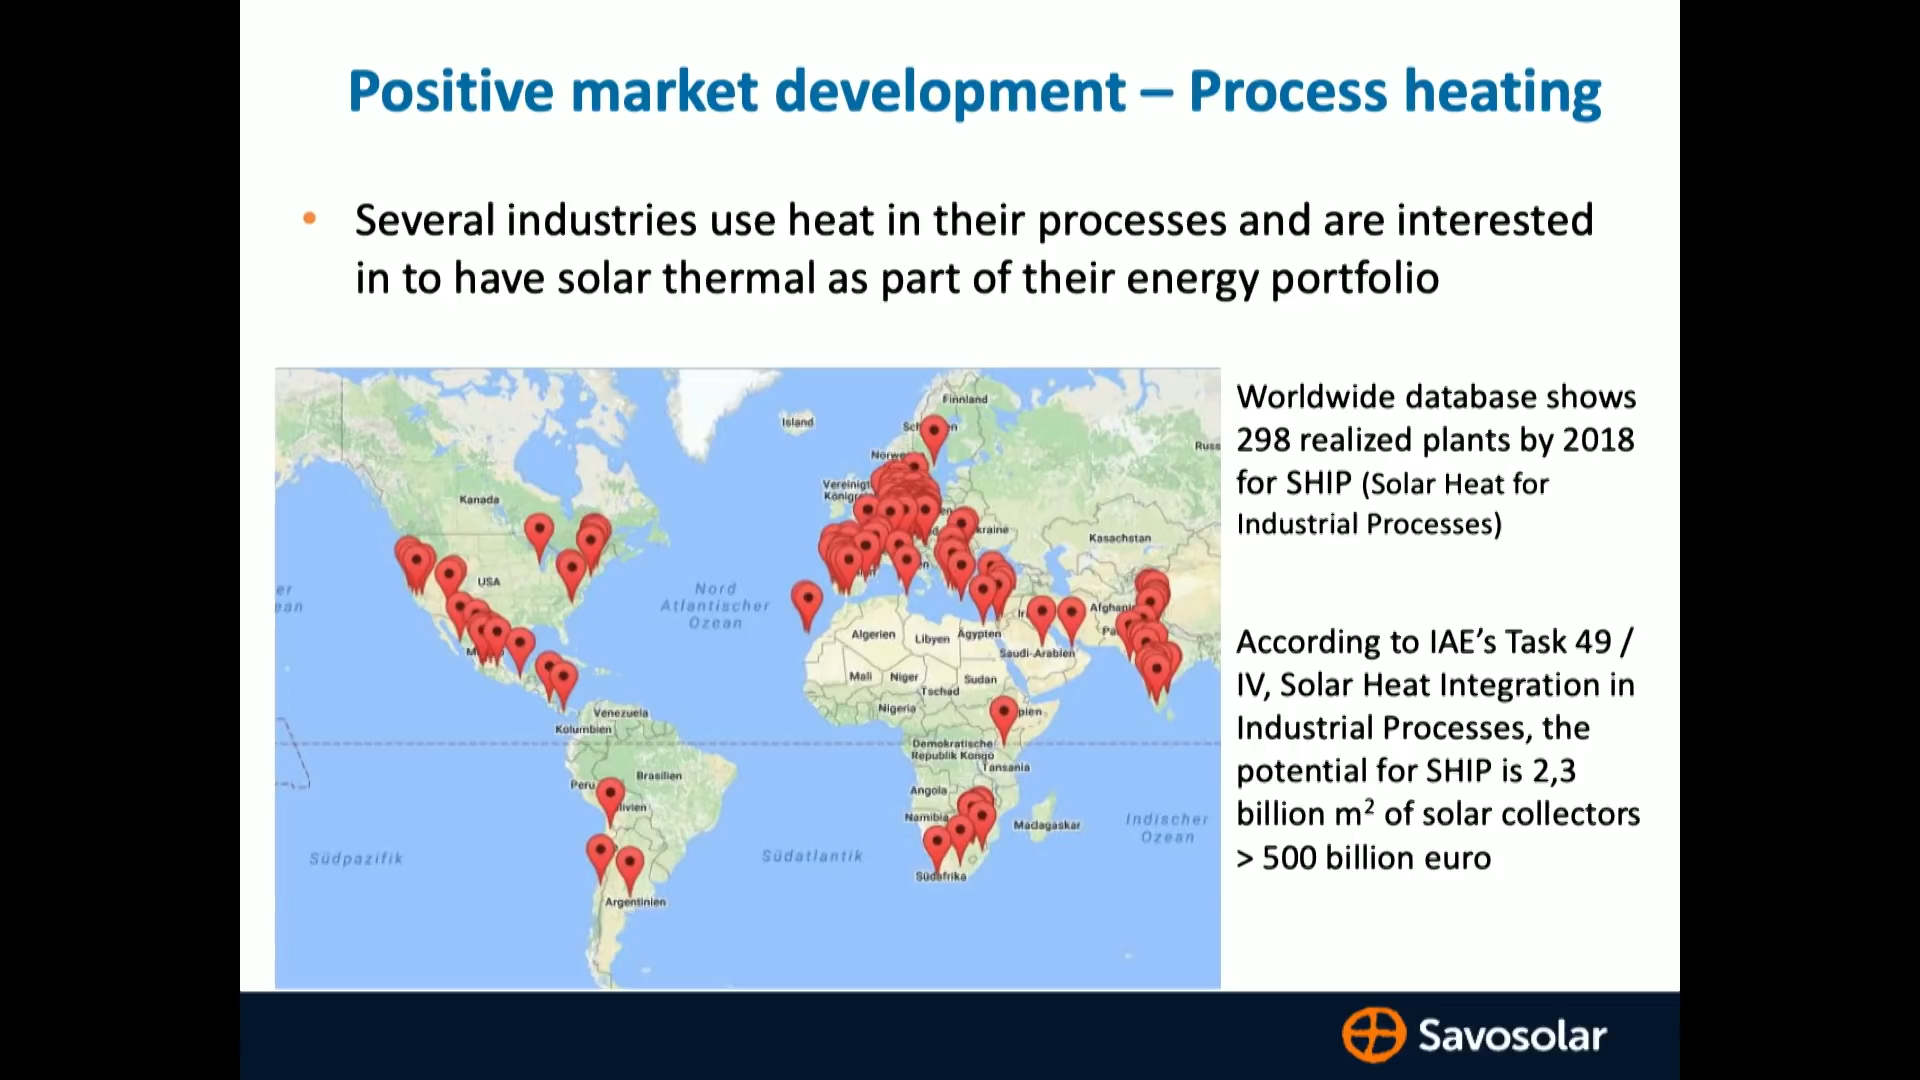 Positive market development – Process heating
• Several industries use heat in their processes and are interested
in to have solar thermal as part of their energy portfolio
Worldwide database shows
298 realized plants by 2018
for SHIP (Solar Heat for
Industrial Processes)
According to IAE’s Task 49 /
IV, Solar Heat Integration in
Industrial Processes, the
potential for SHIP is 2,3
billion m² of solar collectors
> 500 billion euro
Finnland
Island
Russ
Kanada
Kasachstan
USA
Nord
Atlantischer
Ozean
Algerien
Libyen
Ägypten
Saudi-Arabien
Mali
Niger
Sudan
Tschad
Nigeria
Venezuela
Kolumbien
Demokratische
Republik Kongo
Tansania
Peru
Brasilien
Angola
Namibia
Madagaskar
Indischer
Ozean
Südpazifik
Südatlantik
Südafrika
Argentinien
Savosolar